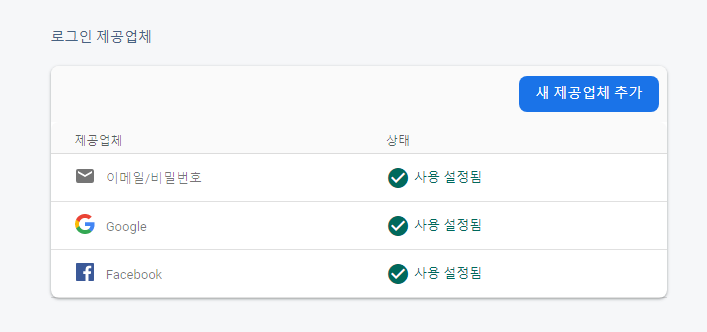 로그인 제공업체
새 제공업체 추가
제공업체 상태
이메일/비밀번호 사용 설정됨
Google 사용 설정됨
Facebook 사용 설정됨